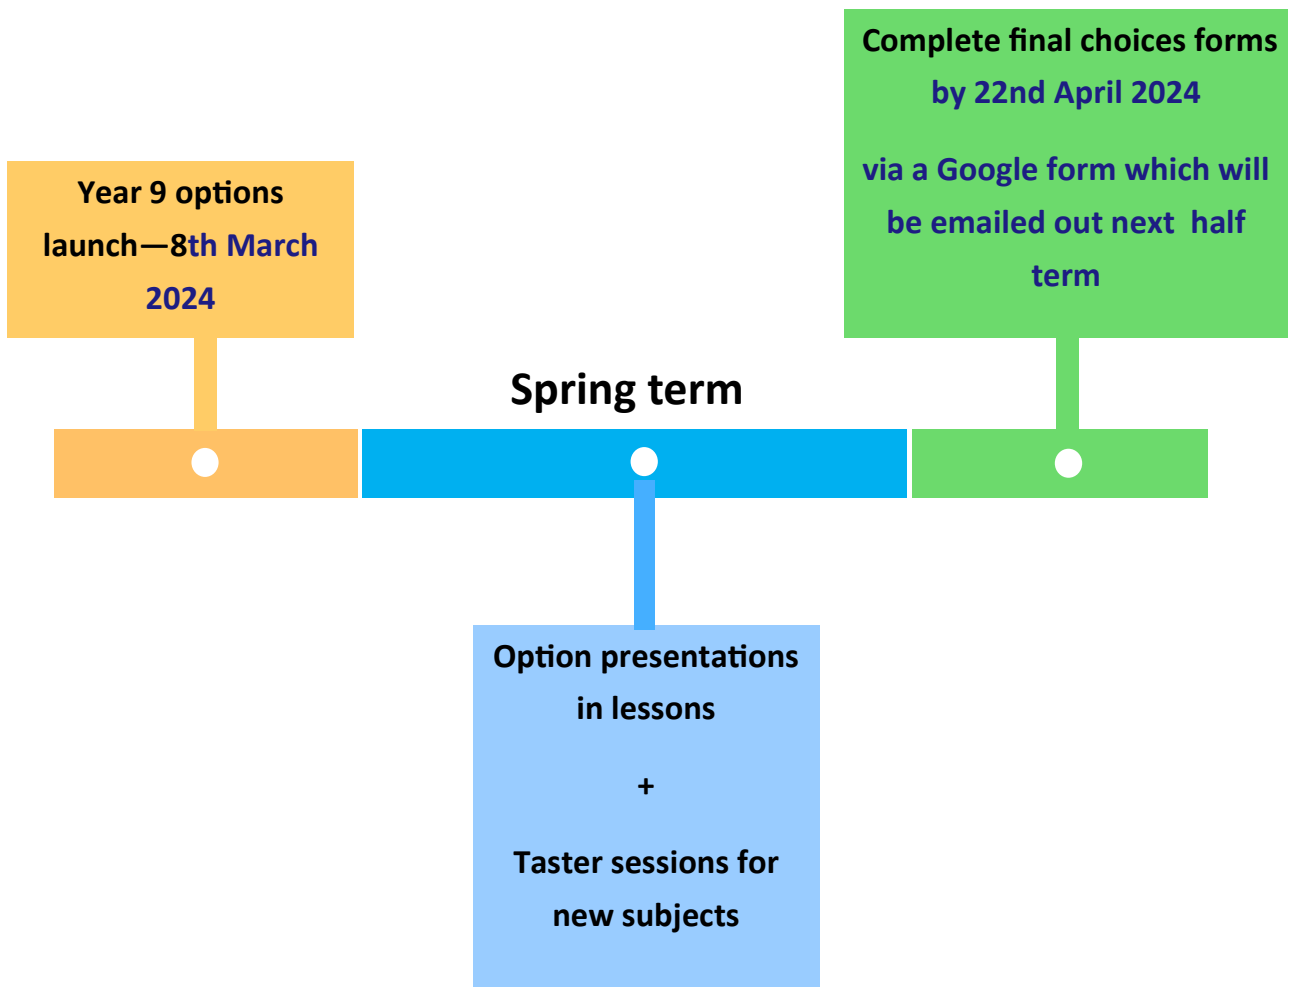 Complete final choices forms
by 22nd April 2024
via a Google form which will
be emailed out next  half
term
Year 9 options
launch—8th March
2024
Spring term
Option presentations
in lessons
+
Taster sessions for
new subjects